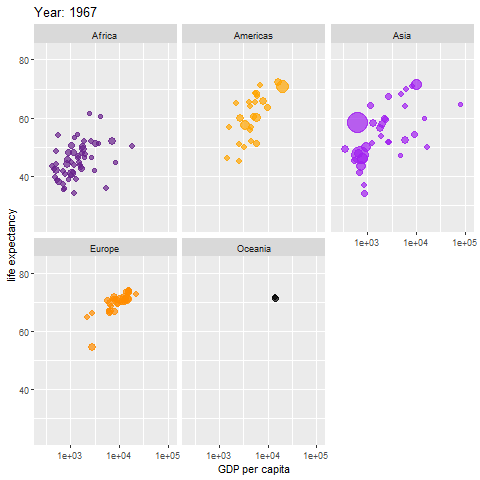 Year: 1967
Africa
Americas
Asia
80
60
40
1e+03 1e+04 1e+05
Europe
Oceania
80
60
40
1e+03 1e+04 1e+05
1e+03 1e+04 1e+05
life expectancy
GDP per capita